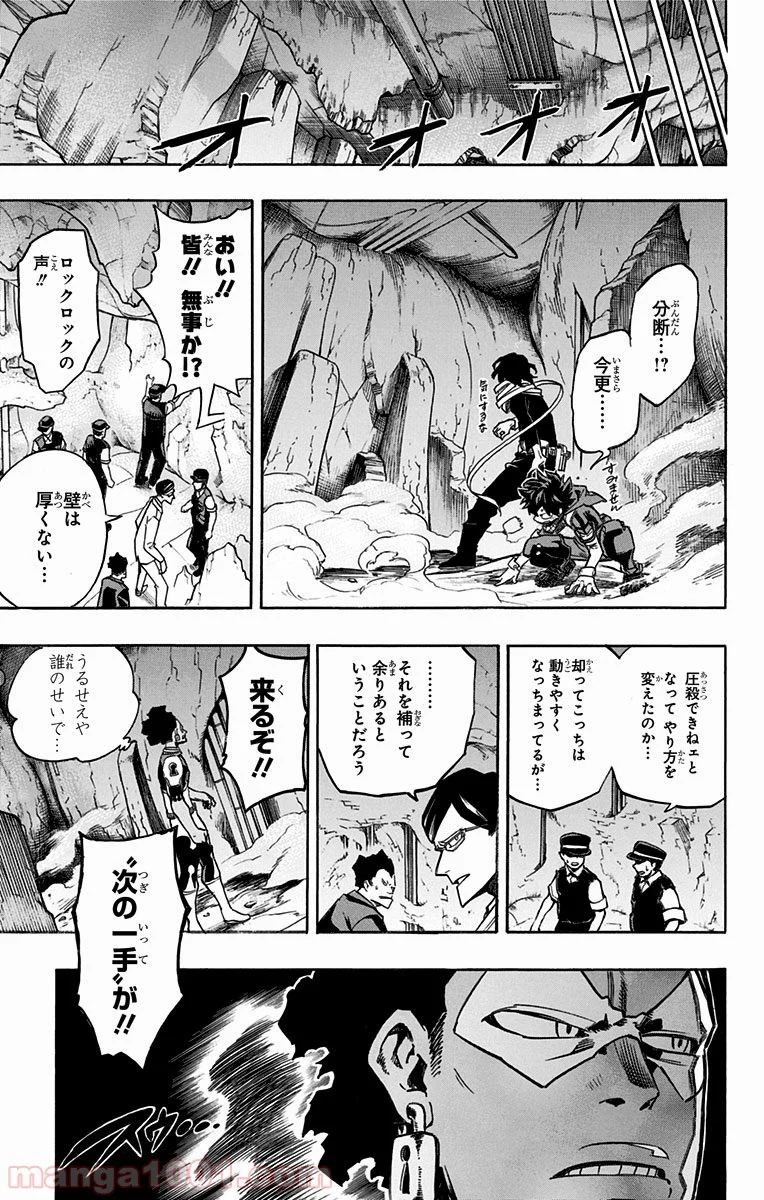 オオオオ
分断…!?
今更……
すみません
気にするな
おい!!
皆!! 無事か!?
ロックロックの
声!!
壁は
厚くない…
圧殺できねェと
なって やり方を
変えたのか…
却ってこっちは
動きやすく
なっちまってるが…
………
それを補って
余りあると
いうことだろう
来るぞ!!
うるせえや
誰のせいで…
〝次の一手〟が!!
スゥ…
manga1001.com